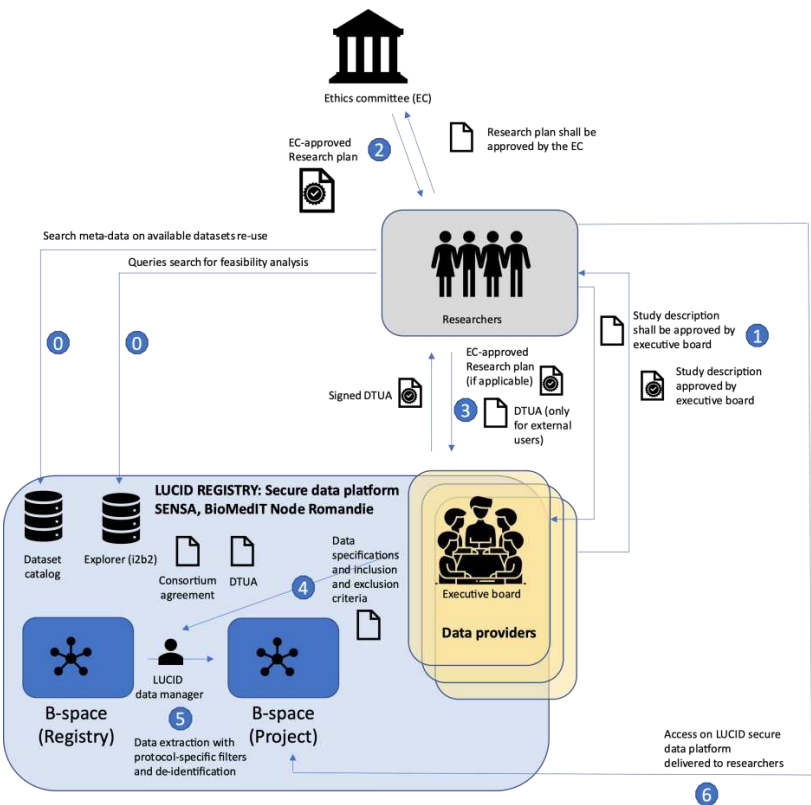 Ethics committee (EC)
EC-approved
Research plan
2
Research plan shall be
approved by the EC
Search meta-data on available datasets re-use
Queries search for feasibility analysis
Researchers
0
0
Study description
shall be approved by
executive board
1
Study description
approved by
executive board
EC-approved
Research plan
(if applicable)
Signed DTUA
3
DTUA (only
for external
users)
LUCID REGISTRY: Secure data platform
SENSA, BioMedIT Node Romandie
Dataset
catalog
Explorer (i2b2)
Consortium
agreement
DTUA
4
Data
specifications
and inclusion
and exclusion
criteria
Executive board
Data providers
LUCID
data manager
B-space
(Registry)
5
B-space
(Project)
Data extraction with
protocol-specific filters
and de-identification
Access on LUCID secure
data platform
delivered to researchers
6